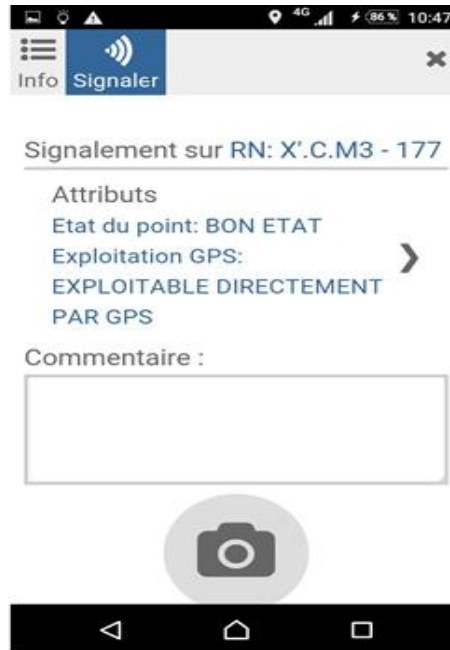 4G 86% 10:47
Info Signaler
Signalement sur RN: X'.C.M3 - 177
Attributs
Etat du point: BON ETAT
Exploitation GPS:
EXPLOITABLE DIRECTEMENT
PAR GPS
Commentaire :